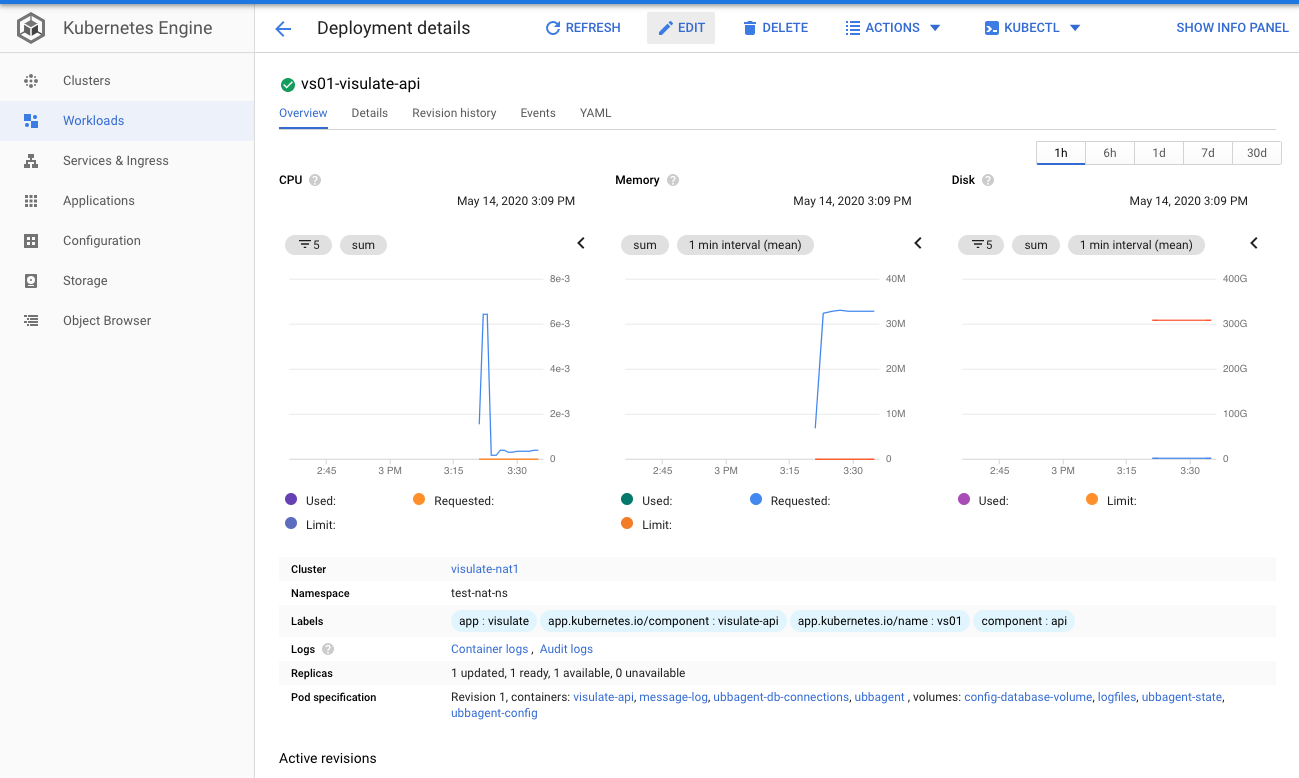 Kubernetes Engine
Deployment details
REFRESH
EDIT
DELETE
ACTIONS
KUBECTL
SHOW INFO PANEL
Clusters
Workloads
Services & Ingress
Applications
Configuration
Storage
Object Browser
vs01-visulate-api
Overview Details Revision history Events YAML
1h 6h 1d 7d 30d
CPU ?
May 14, 2020 3:09 PM
5 sum
8e-3
6e-3
4e-3
2e-3
0
2:45 3 PM 3:15 3:30
Used: Requested:
Limit:
Memory ?
May 14, 2020 3:09 PM
sum 1 min interval (mean)
40M
30M
20M
10M
0
2:45 3 PM 3:15 3:30
Used: Requested:
Limit:
Disk ?
May 14, 2020 3:09 PM
5 sum 1 min interval (mean)
400G
300G
200G
100G
0
2:45 3 PM 3:15 3:30
Used: Limit:
Cluster visulate-nat1
Namespace test-nat-ns
Labels app : visulate app.kubernetes.io/component : visulate-api app.kubernetes.io/name : vs01 component : api
Logs ? Container logs , Audit logs
Replicas 1 updated, 1 ready, 1 available, 0 unavailable
Pod specification Revision 1, containers: visulate-api, message-log, ubbagent-db-connections, ubbagent , volumes: config-database-volume, logfiles, ubbagent-state,
ubbagent-config
Active revisions